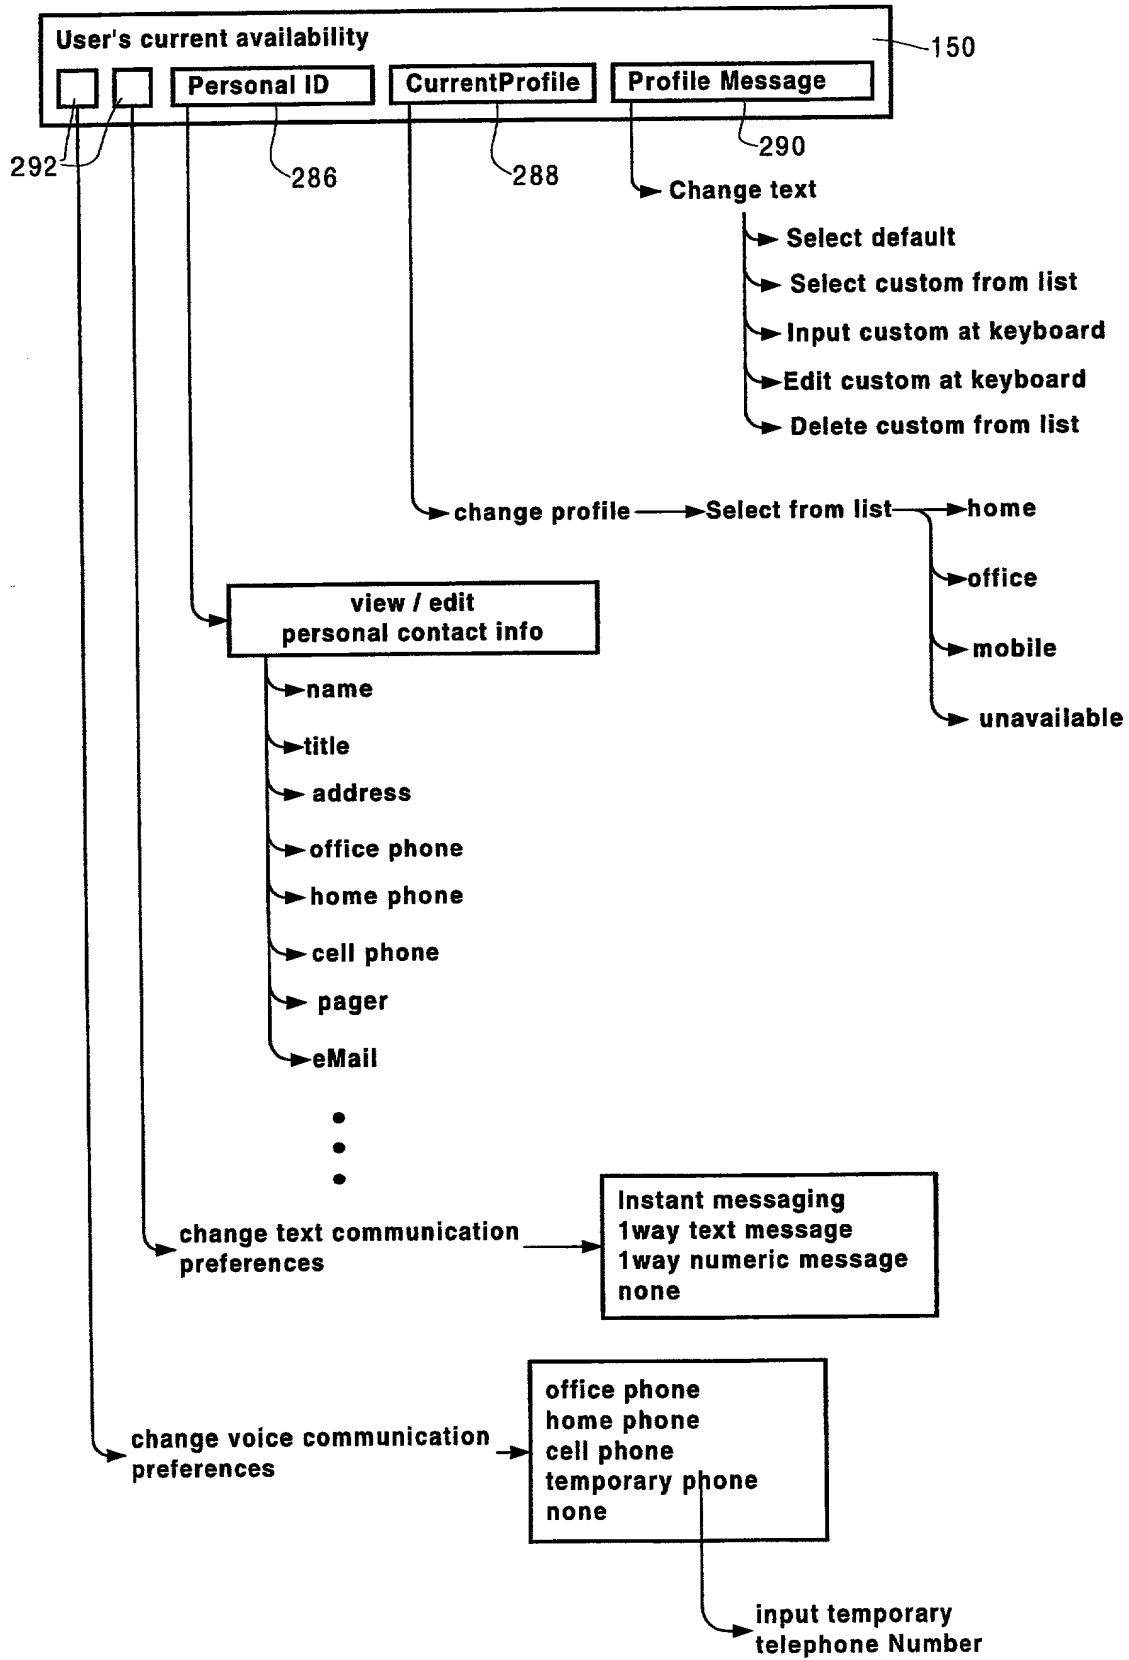 User's current availability
150
Personal ID
CurrentProfile
Profile Message
292
286
288
290
Change text
Select default
Select custom from list
Input custom at keyboard
Edit custom at keyboard
Delete custom from list
change profile
Select from list
home
office
mobile
unavailable
view / edit
personal contact info
name
title
address
office phone
home phone
cell phone
pager
eMail
change text communication
preferences
Instant messaging
1way text message
1way numeric message
none
change voice communication
preferences
office phone
home phone
cell phone
temporary phone
none
input temporary
telephone Number